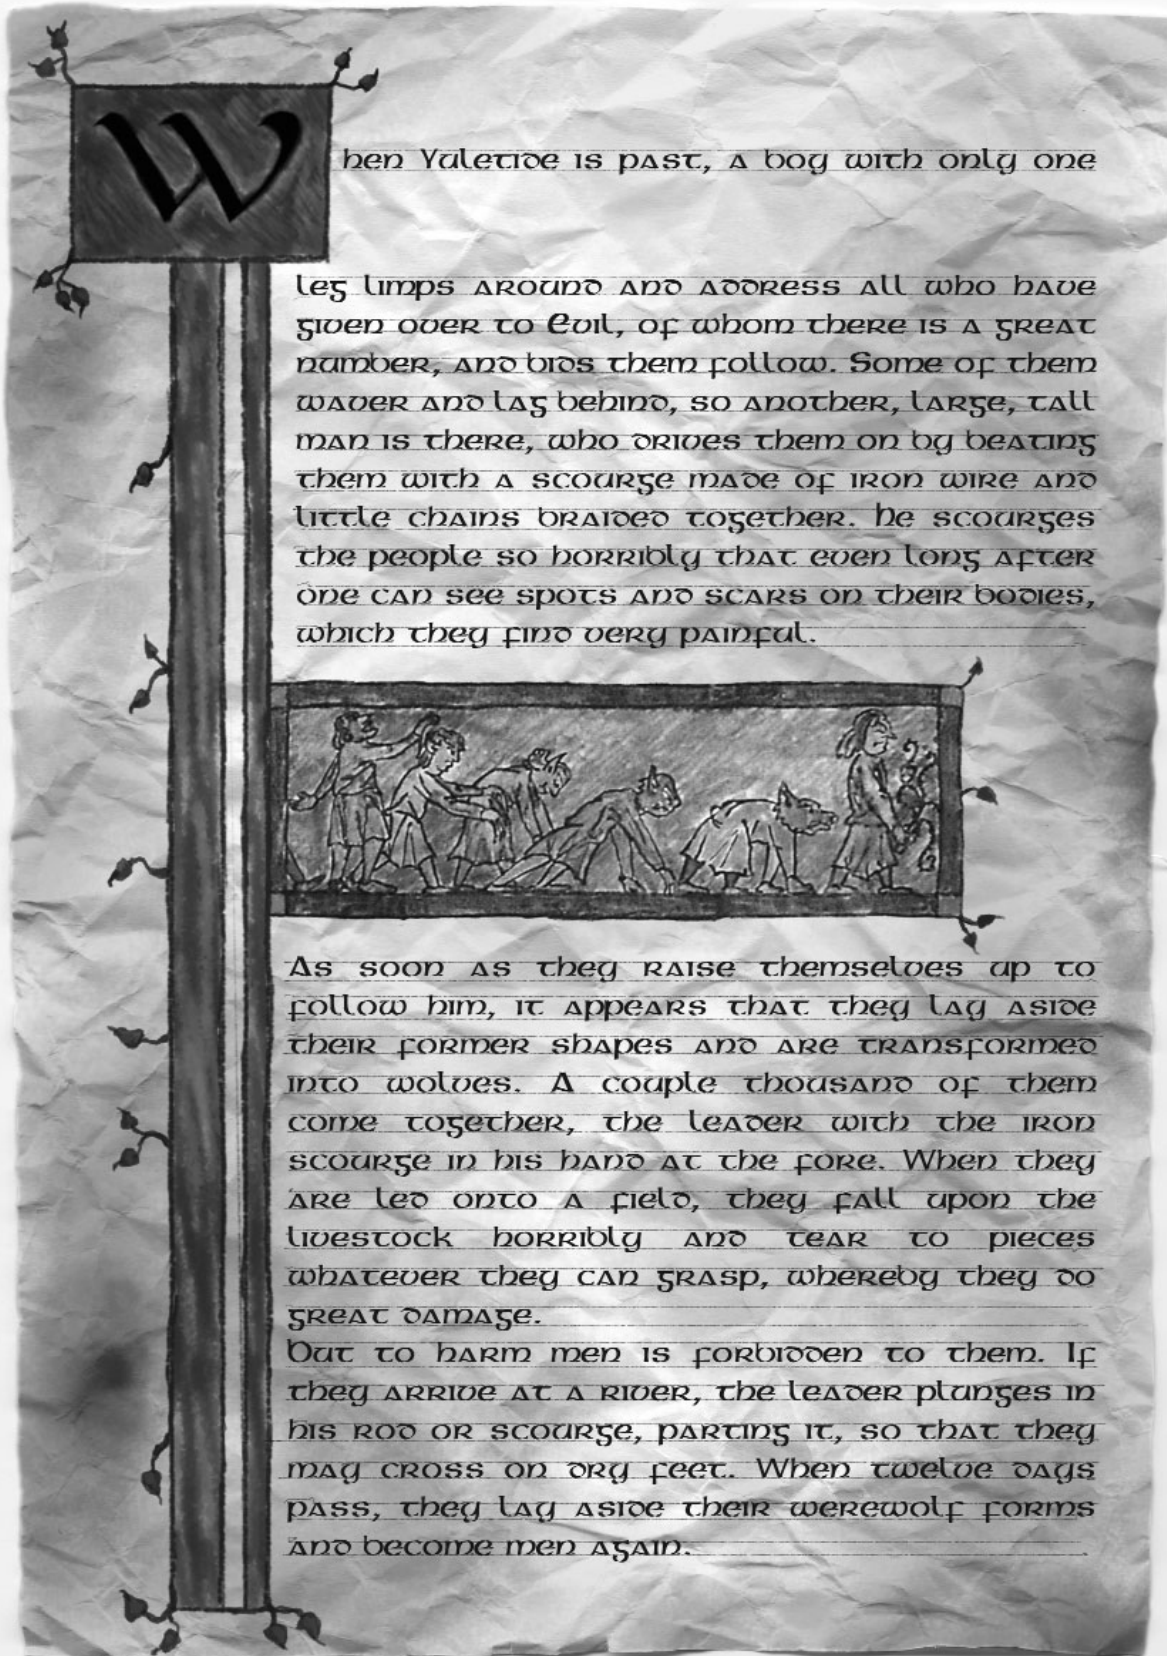 When Yuletide is past, a boy with only one
leg limps around and address all who have
given over to Evil, of whom there is a great
number, and bids them follow. Some of them
waver and lag behind, so another, large, tall
man is there, who drives them on by beating
them with a scourge made of iron wire and
little chains braided together. He scourges
the people so horribly that even long after
one can see spots and scars on their bodies,
which they find very painful.
As soon as they raise themselves up to
follow him, it appears that they lay aside
their former shapes and are transformed
into wolves. A couple thousand of them
come together, the leader with the iron
scourge in his hand at the fore. When they
are led onto a field, they fall upon the
livestock horribly and tear to pieces
whatever they can grasp, whereby they do
great damage.
But to harm men is forbidden to them. If
they arrive at a river, the leader plunges in
his rod or scourge, parting it, so that they
may cross on dry feet. When twelve days
pass, they lay aside their werewolf forms
and become men again.